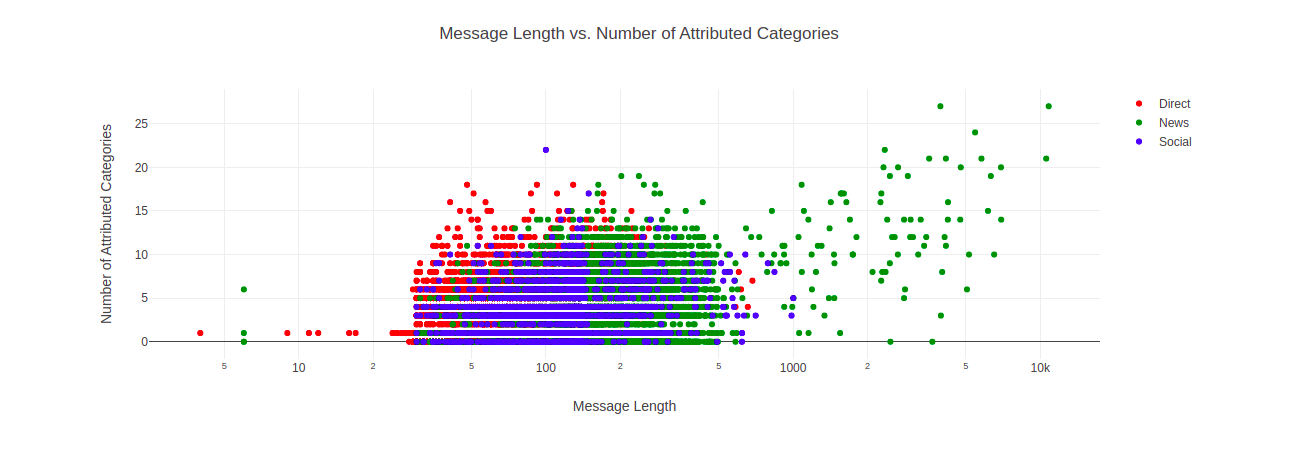 Message Length vs. Number of Attributed Categories
Direct
News
Social
Number of Attributed Categories
25
20
15
10
5
0
5
10
2
5
100
2
5
1000
2
5
10k
Message Length